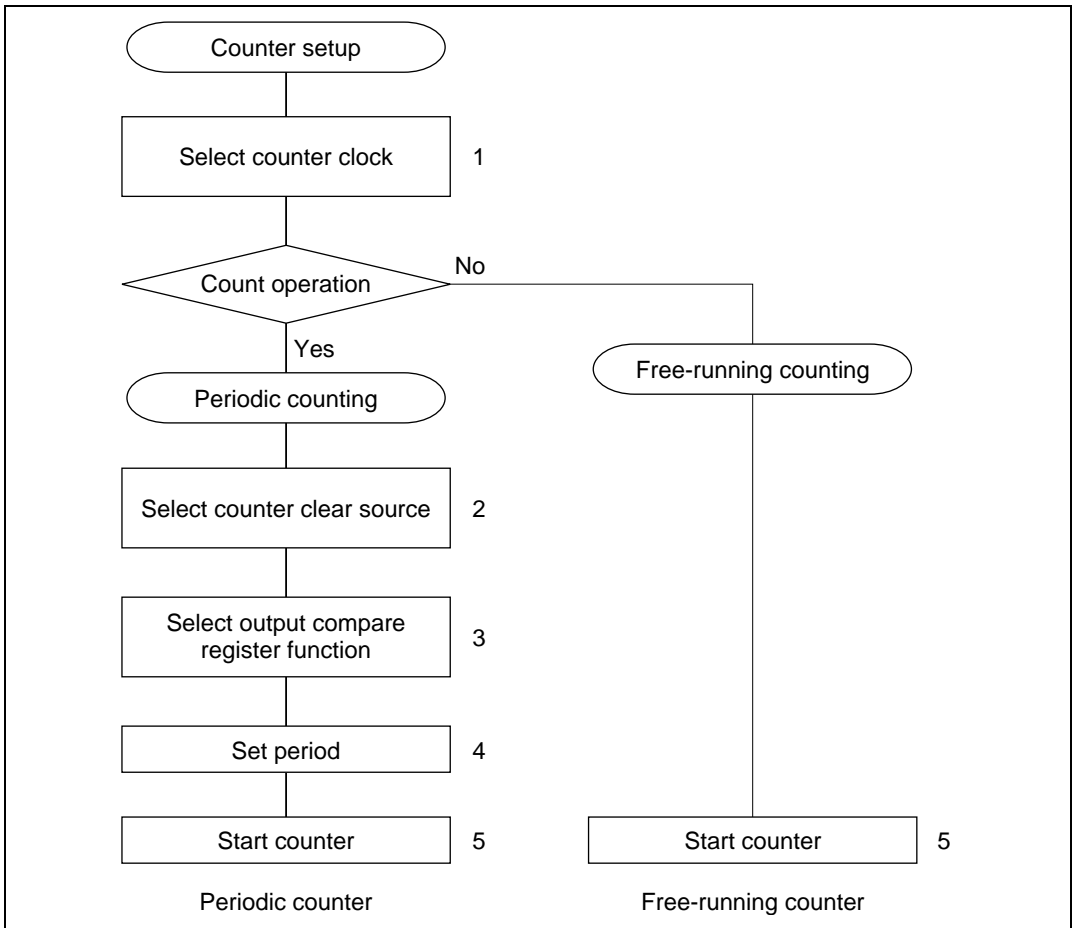 Counter setup
Select counter clock
1
Count operation
No
Yes
Free-running counting
Periodic counting
Select counter clear source
2
Select output compare
register function
3
Set period
4
Start counter
5
Start counter
5
Periodic counter
Free-running counter